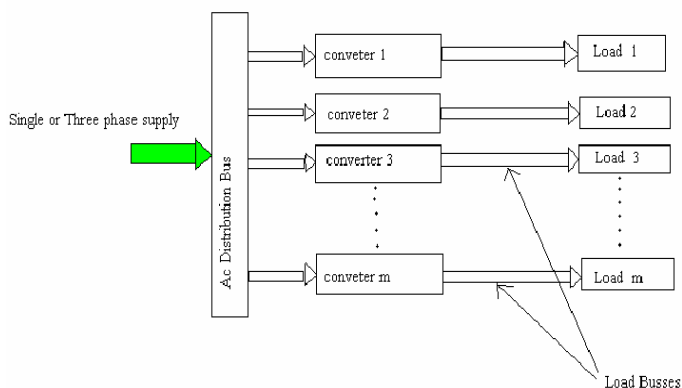 conveter 1
Load 1
conveter 2
Load 2
Single or Three phase supply
converter 3
Load 3
Ac Distribution Bus
conveter m
Load m
Load Busses